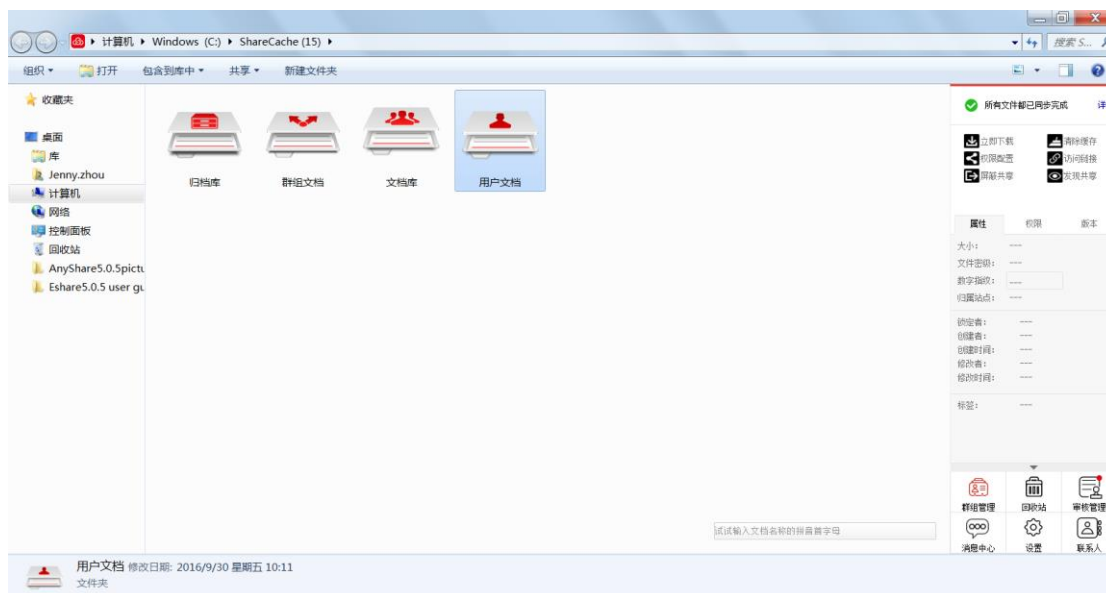 计算机 ▸ Windows (C:) ▸ ShareCache (15) ▸
搜索 S...
组织 打开 包含到库中 共享 新建文件夹
收藏夹
桌面
库
Jenny.zhou
计算机
网络
控制面板
回收站
AnyShare5.0.5pictu
Eshare5.0.5 user gu
归档库 群组文档 文档库 用户文档
所有文件都已同步完成 详
立即下载 清除缓存
权限配置 访问链接
屏蔽共享 发现共享
属性 权限 版本
大小: ---
文件密级: ---
数字指纹: ---
归属站点: ---
锁定者: ---
创建者: ---
创建时间: ---
修改者: ---
修改时间: ---
标签: ---
群组管理 回收站 审核管理
消息中心 设置 联系人
试试输入文档名称的拼音首字母
用户文档 修改日期: 2016/9/30 星期五 10:11
文件夹